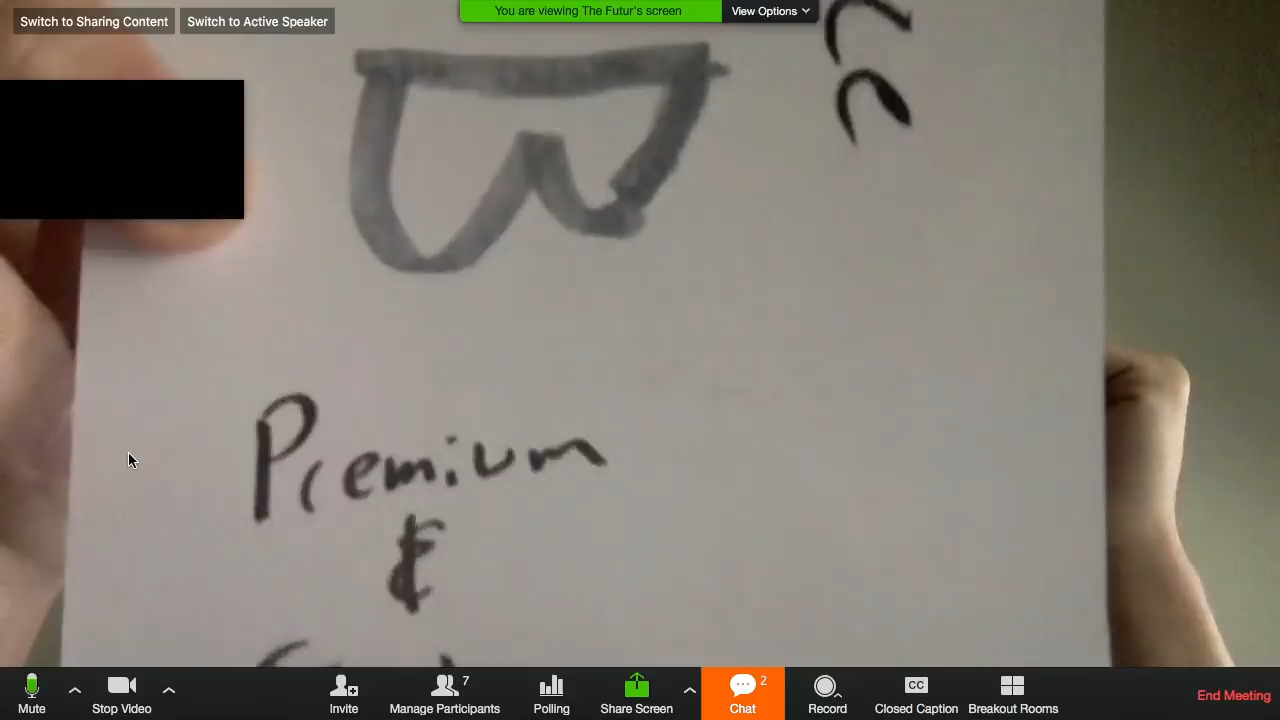 Switch to Sharing Content
Switch to Active Speaker
You are viewing The Futur's screen
View Options
Premium
&
7
2
Mute
Stop Video
Invite
Manage Participants
Polling
Share Screen
Chat
Record
CC
Closed Caption
Breakout Rooms
End Meeting